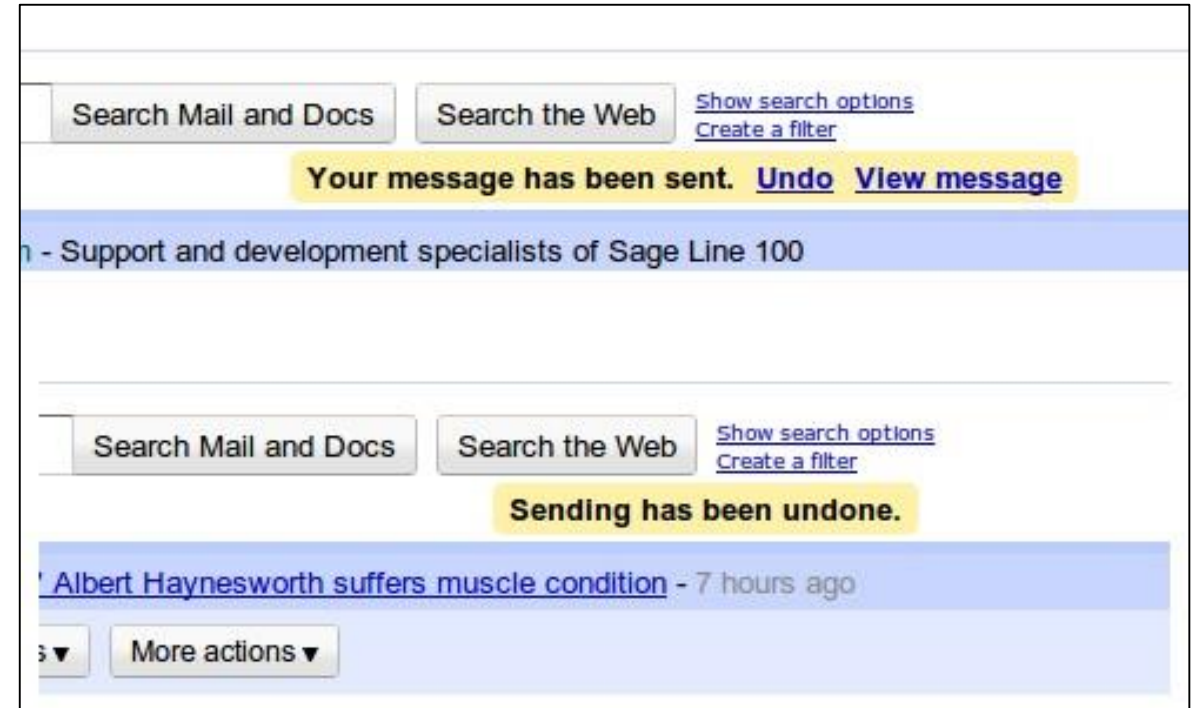 Search Mail and Docs Search the Web Show search options
Create a filter
Your message has been sent. Undo View message
- Support and development specialists of Sage Line 100
Search Mail and Docs Search the Web Show search options
Create a filter
Sending has been undone.
Albert Haynesworth suffers muscle condition - 7 hours ago
s ▾ More actions ▾